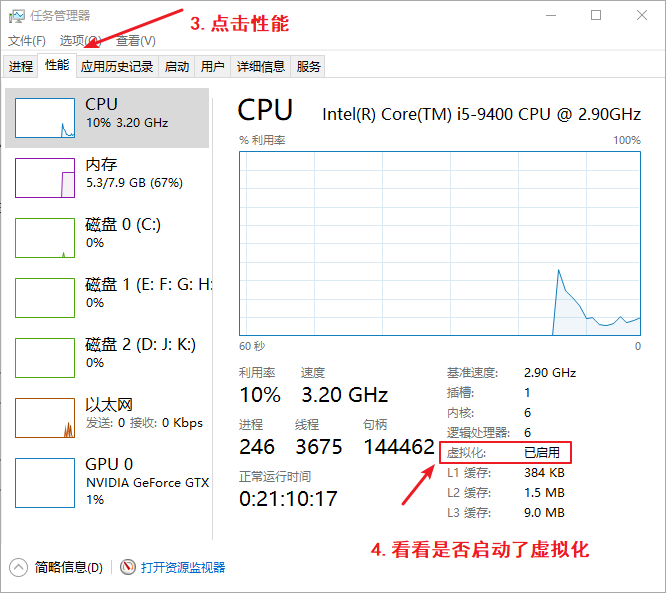 任务管理器
3. 点击性能
文件(F) 选项(O) 查看(V)
进程 性能 应用历史记录 启动 用户 详细信息 服务
CPU
10% 3.20 GHz
内存
5.3/7.9 GB (67%)
磁盘 0 (C:)
0%
磁盘 1 (E: F: G: H:
0%
磁盘 2 (D: J: K:)
0%
以太网
发送: 0 接收: 0 Kbps
GPU 0
NVIDIA GeForce GTX
1%
CPU Intel(R) Core(TM) i5-9400 CPU @ 2.90GHz
% 利用率 100%
60 秒 0
利用率 速度
10% 3.20 GHz
进程 线程 句柄
246 3675 144462
正常运行时间
0:21:10:17
基准速度: 2.90 GHz
插槽: 1
内核: 6
逻辑处理器: 6
虚拟化: 已启用
L1 缓存: 384 KB
L2 缓存: 1.5 MB
L3 缓存: 9.0 MB
4. 看看是否启动了虚拟化
简略信息(D) 打开资源监视器